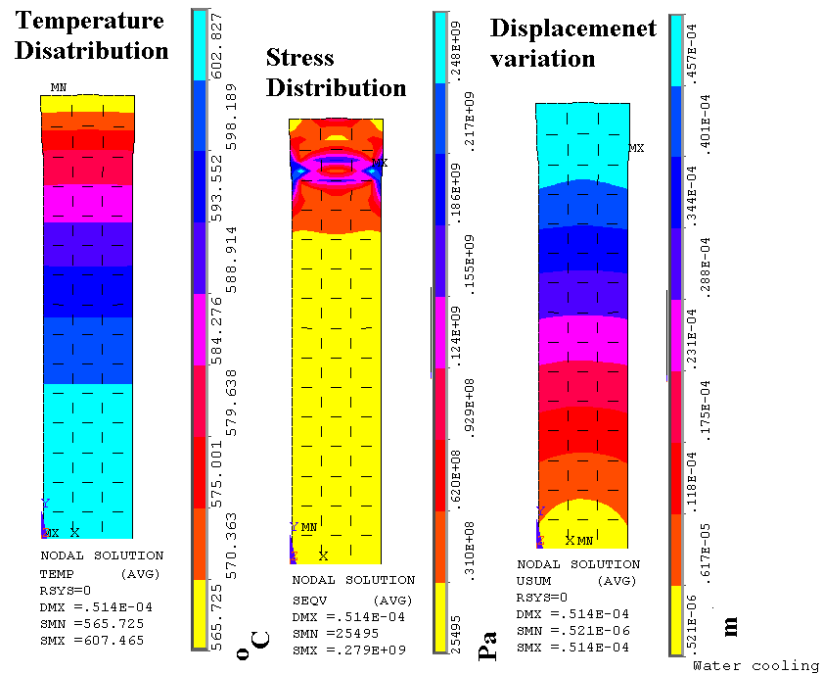 Temperature
Disatribution
MN
MX
Y
X
NODAL SOLUTION
TEMP (AVG)
RSYS=0
DMX =.514E-04
SMN =565.725
SMX =607.465
602.827
598.189
593.552
588.914
584.276
579.638
575.001
570.363
565.725
oC
Stress
Distribution
MX
Y MN
X
NODAL SOLUTION
SEQV (AVG)
DMX =.514E-04
SMN =25495
SMX =.279E+09
.248E+09
.217E+09
.186E+09
.155E+09
.124E+09
.929E+08
.620E+08
.310E+08
25495
Pa
Displacemenet
variation
MX
Y
X MN
NODAL SOLUTION
USUM (AVG)
RSYS=0
DMX =.514E-04
SMN =.521E-06
SMX =.514E-04
.457E-04
.401E-04
.344E-04
.288E-04
.231E-04
.175E-04
.118E-04
.617E-05
.521E-06
m
Water cooling